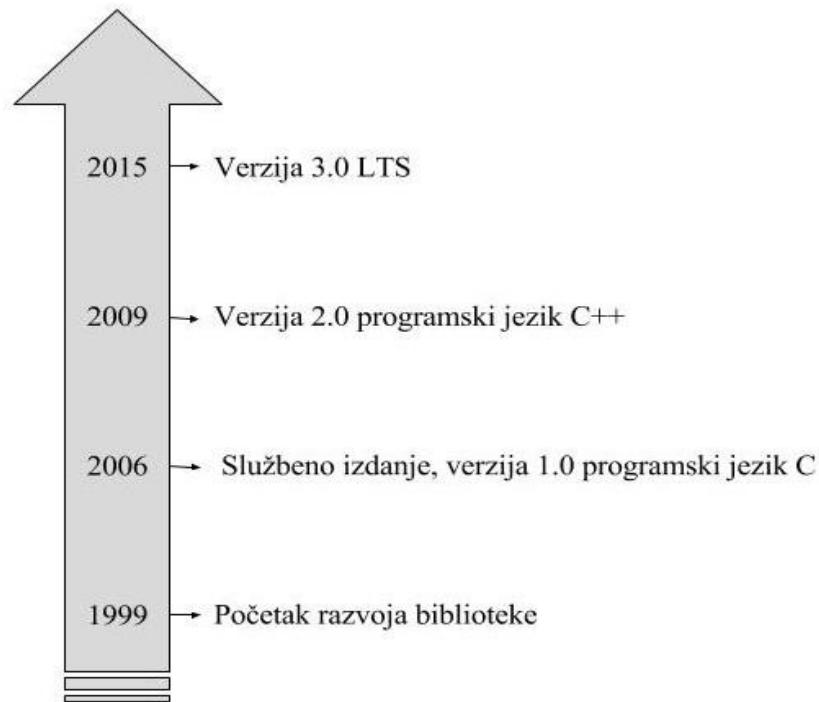 2015 Verzija 3.0 LTS
2009 Verzija 2.0 programski jezik C++
2006 Službeno izdanje, verzija 1.0 programski jezik C
1999 Početak razvoja biblioteke